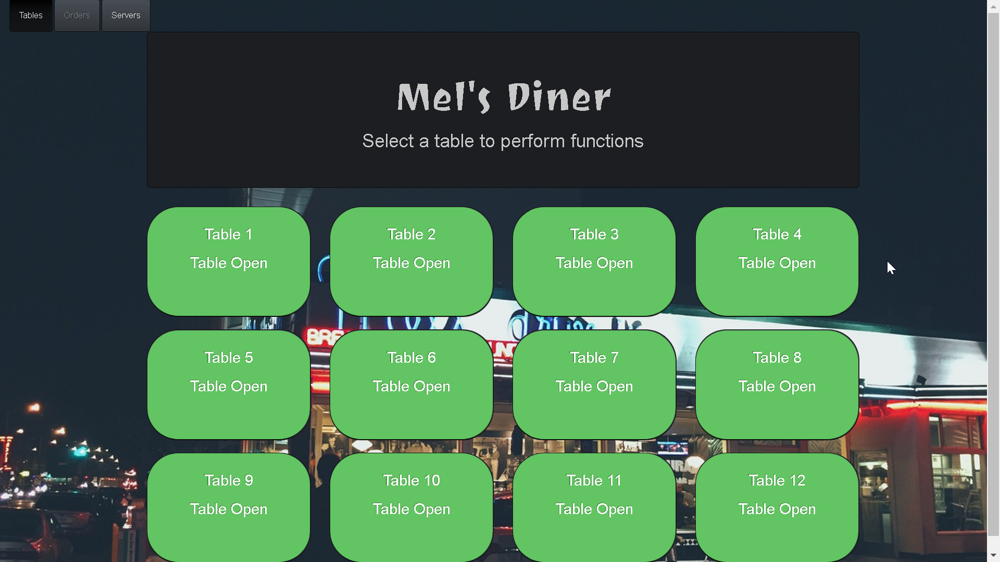 Tables Orders Servers
Mel's Diner
Select a table to perform functions
Table 1 Table 2 Table 3 Table 4
Table Open Table Open Table Open Table Open
Table 5 Table 6 Table 7 Table 8
Table Open Table Open Table Open Table Open
Table 9 Table 10 Table 11 Table 12
Table Open Table Open Table Open Table Open